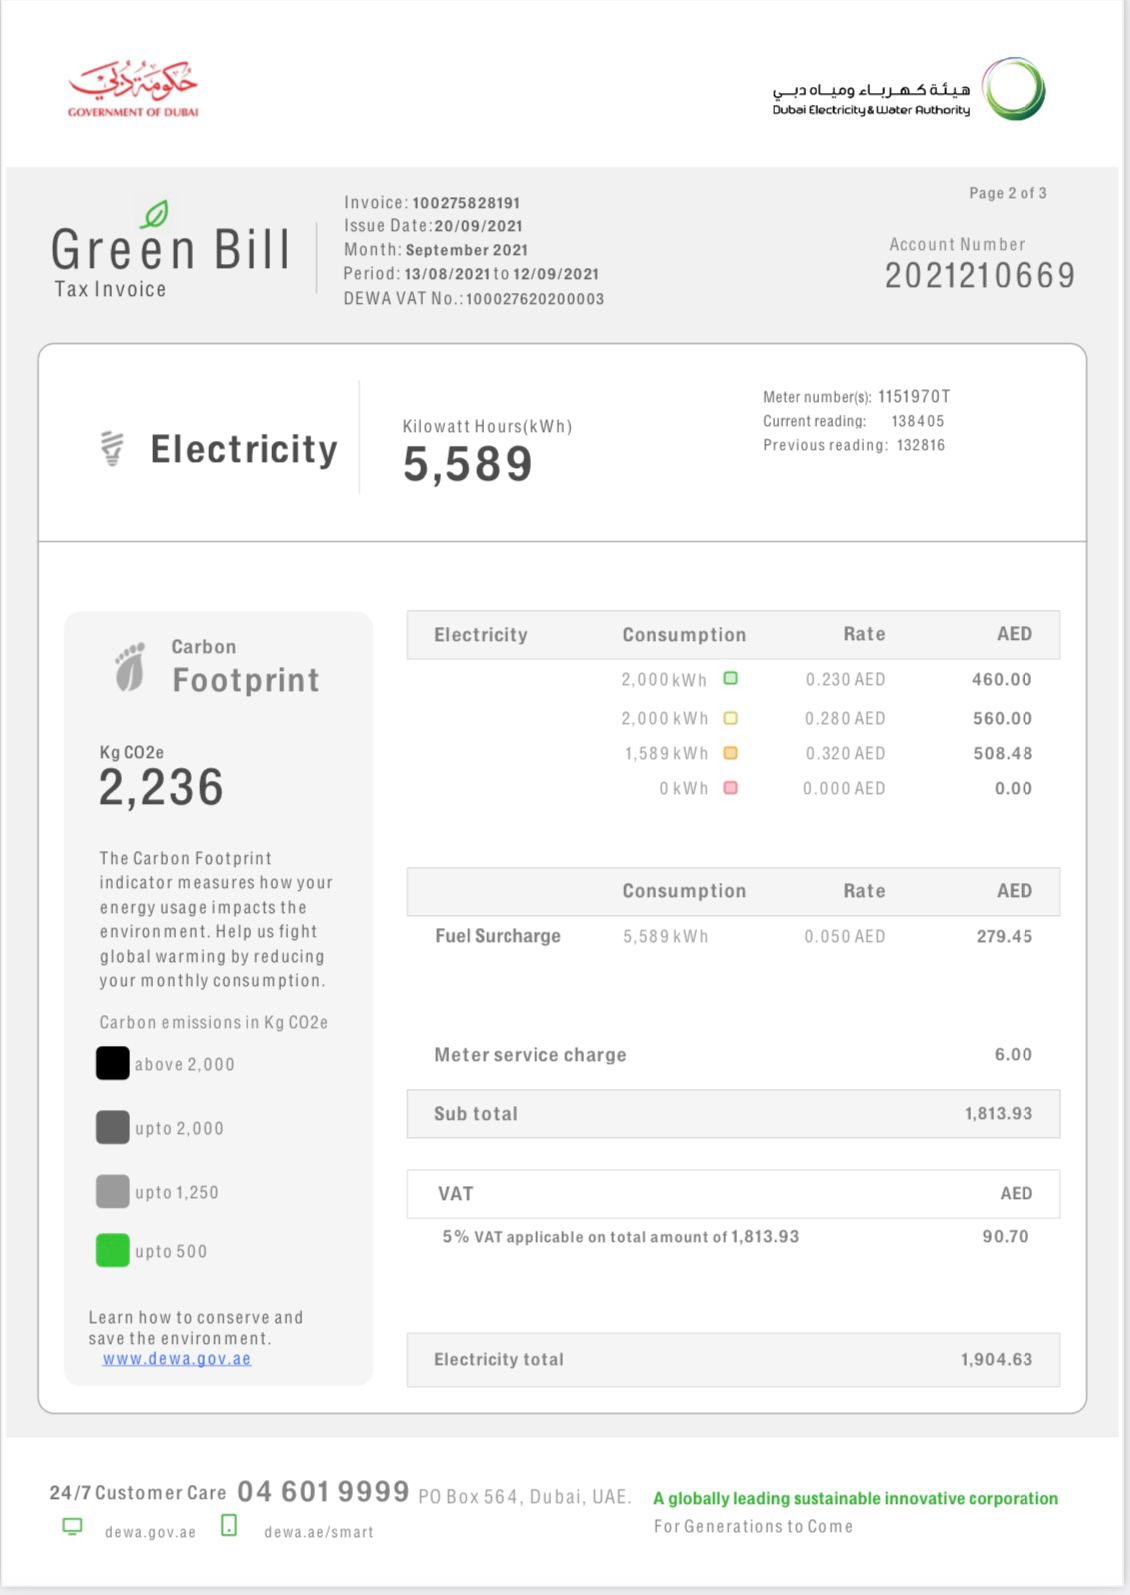 حكومة دبي
GOVERNMENT OF DUBAI
هيئة كهرباء ومياه دبي
Dubai Electricity & Water Authority
Page 2 of 3
Green Bill
Tax Invoice
Invoice: 100275828191
Issue Date: 20/09/2021
Month: September 2021
Period: 13/08/2021 to 12/09/2021
DEWA VAT No.: 100027620200003
Account Number
2021210669
Electricity
Kilowatt Hours(kWh)
5,589
Meter number(s): 1151970T
Current reading: 138405
Previous reading: 132816
Carbon
Footprint
Kg CO2e
2,236
The Carbon Footprint
indicator measures how your
energy usage impacts the
environment. Help us fight
global warming by reducing
your monthly consumption.
Carbon emissions in Kg CO2e
above 2,000
upto 2,000
upto 1,250
upto 500
Learn how to conserve and
save the environment.
www.dewa.gov.ae
Electricity Consumption Rate AED
2,000 kWh 0.230 AED 460.00
2,000 kWh 0.280 AED 560.00
1,589 kWh 0.320 AED 508.48
0 kWh 0.000 AED 0.00
Consumption Rate AED
Fuel Surcharge 5,589 kWh 0.050 AED 279.45
Meter service charge 6.00
Sub total 1,813.93
VAT AED
5% VAT applicable on total amount of 1,813.93 90.70
Electricity total 1,904.63
24/7 Customer Care 04 601 9999 PO Box 564, Dubai, UAE.
dewa.gov.ae dewa.ae/smart
A globally leading sustainable innovative corporation
For Generations to Come